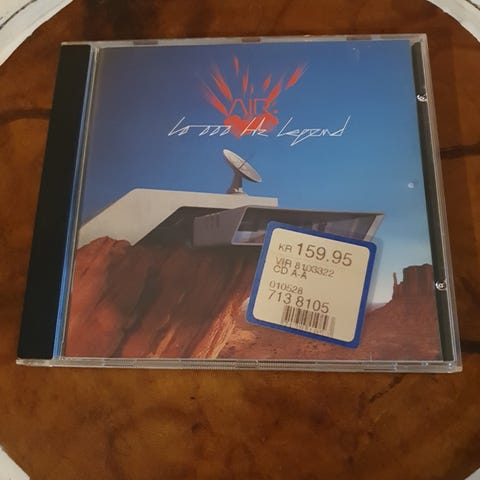 AIR
10 000 Hz Legend
KR 159.95
VIR 8103322
CD A-A
010528
713 8105